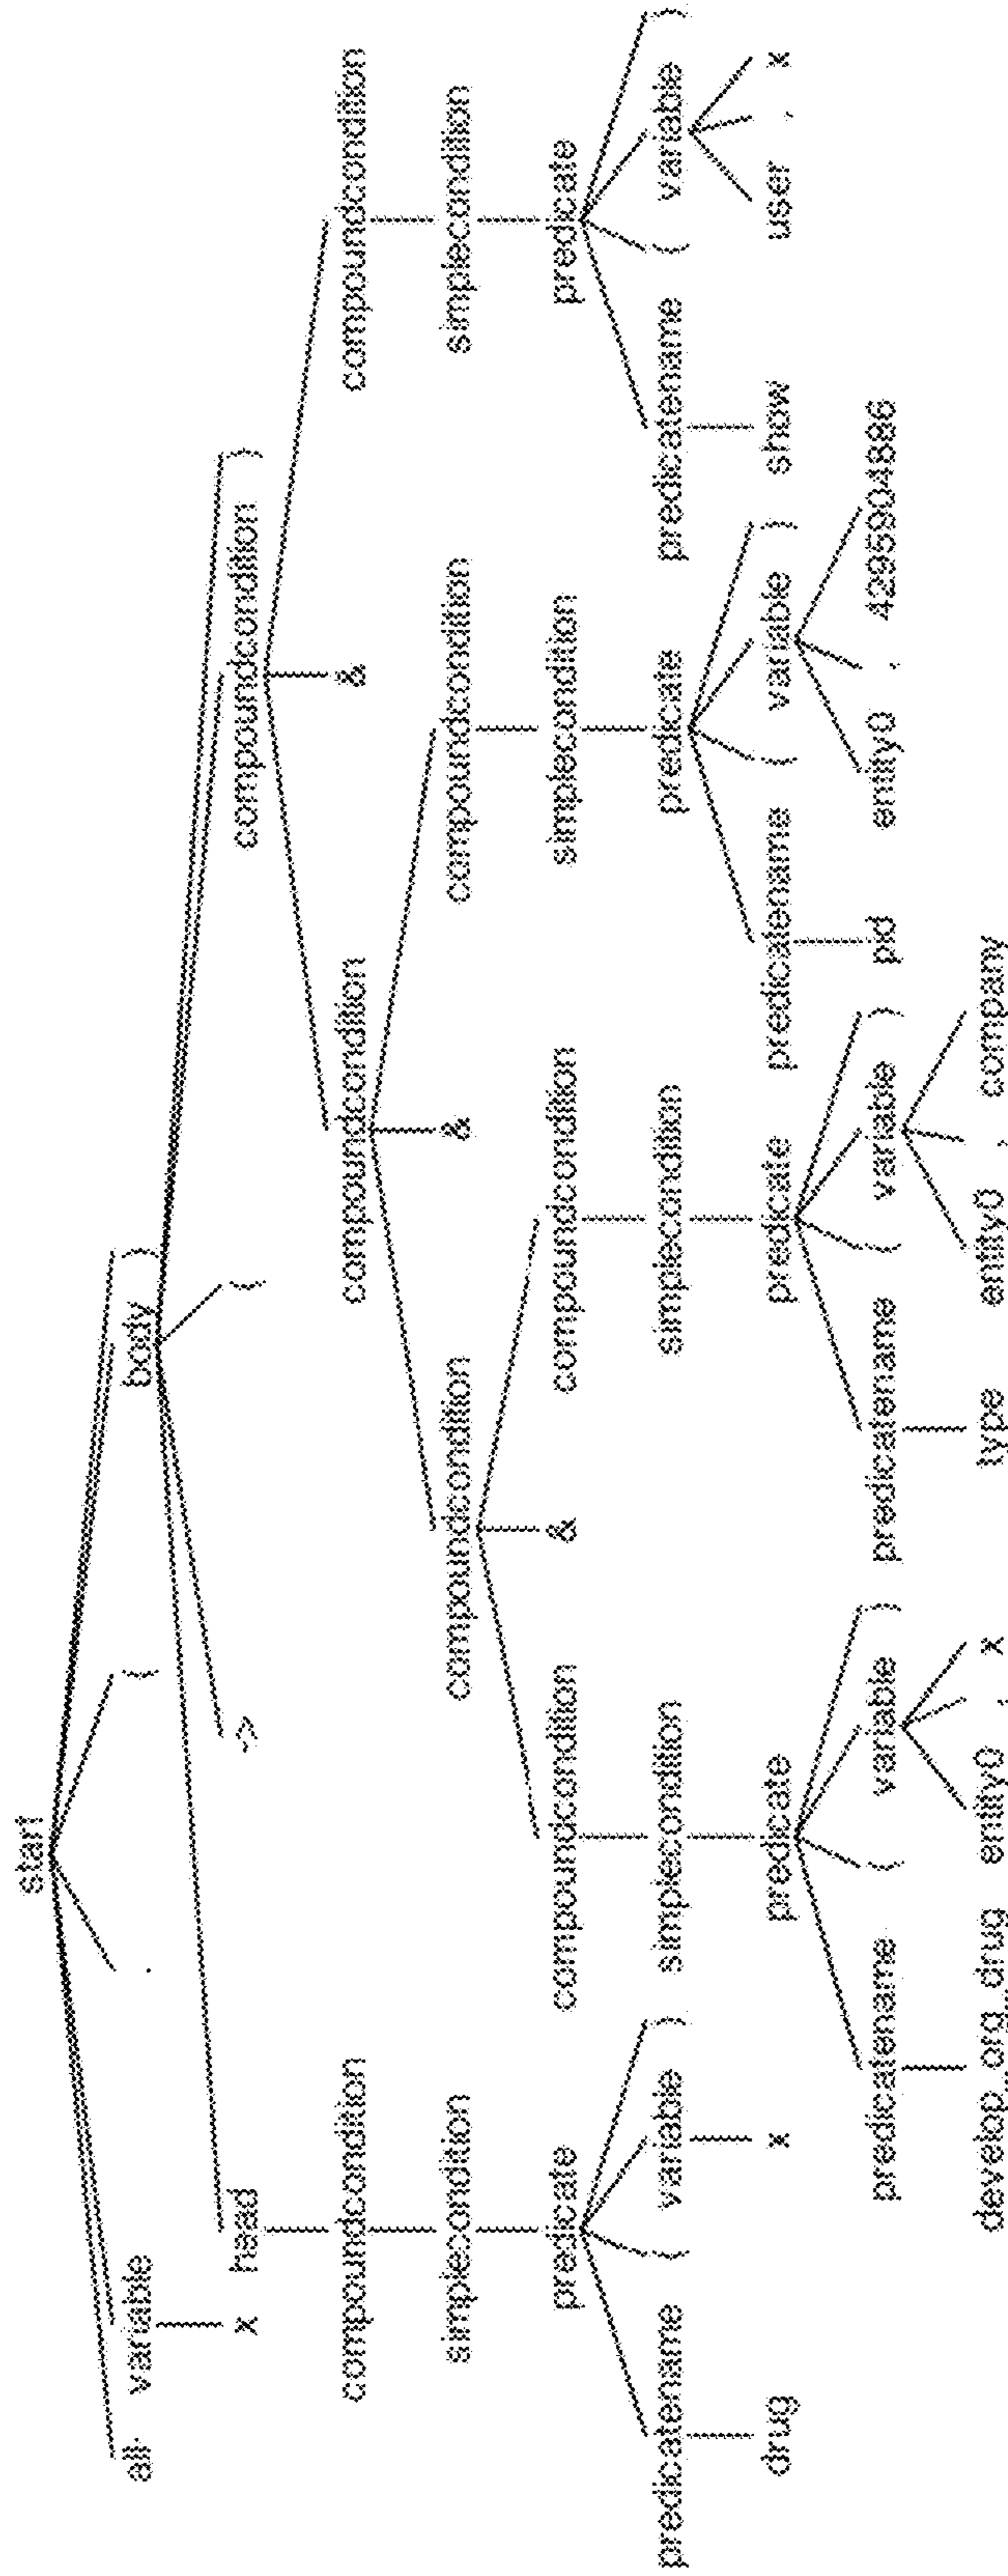 start
all variable . ( body )
x head -> ( compoundcondition )
compoundcondition compoundcondition & compoundcondition
simplecondition compoundcondition & compoundcondition simplecondition
predicate compoundcondition & compoundcondition simplecondition predicate
predicatename ( variable ) simplecondition simplecondition predicate predicatename ( variable )
drug x predicate predicate predicatename ( variable ) show user , x
predicatename ( variable ) predicatename ( variable ) pid entity0 , 4295904886
develop_org_drug entity0 , x type entity0 , company